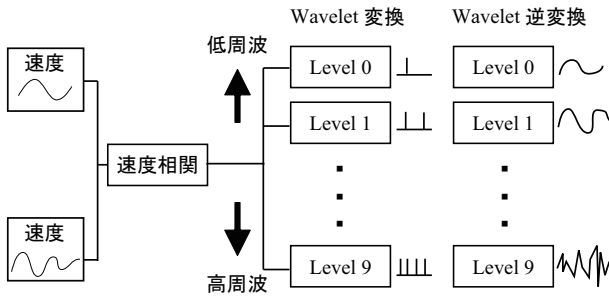 Wavelet 変換
Wavelet 逆変換
速度
低周波
Level 0
Level 0
Level 1
Level 1
速度相関
速度
高周波
Level 9
Level 9